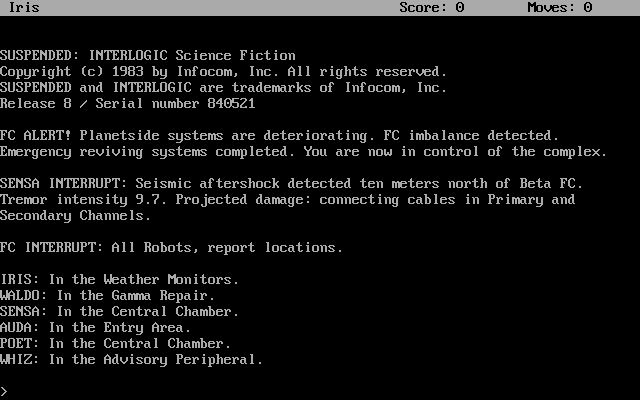 Iris Score: 0 Moves: 0
SUSPENDED: INTERLOGIC Science Fiction
Copyright (c) 1983 by Infocom, Inc. All rights reserved.
SUSPENDED and INTERLOGIC are trademarks of Infocom, Inc.
Release 8 / Serial number 840521
FC ALERT! Planetside systems are deteriorating. FC imbalance detected.
Emergency reviving systems completed. You are now in control of the complex.
SENSA INTERRUPT: Seismic aftershock detected ten meters north of Beta FC.
Tremor intensity 9.7. Projected damage: connecting cables in Primary and
Secondary Channels.
FC INTERRUPT: All Robots, report locations.
IRIS: In the Weather Monitors.
WALDO: In the Gamma Repair.
SENSA: In the Central Chamber.
AUDA: In the Entry Area.
POET: In the Central Chamber.
WHIZ: In the Advisory Peripheral.
>